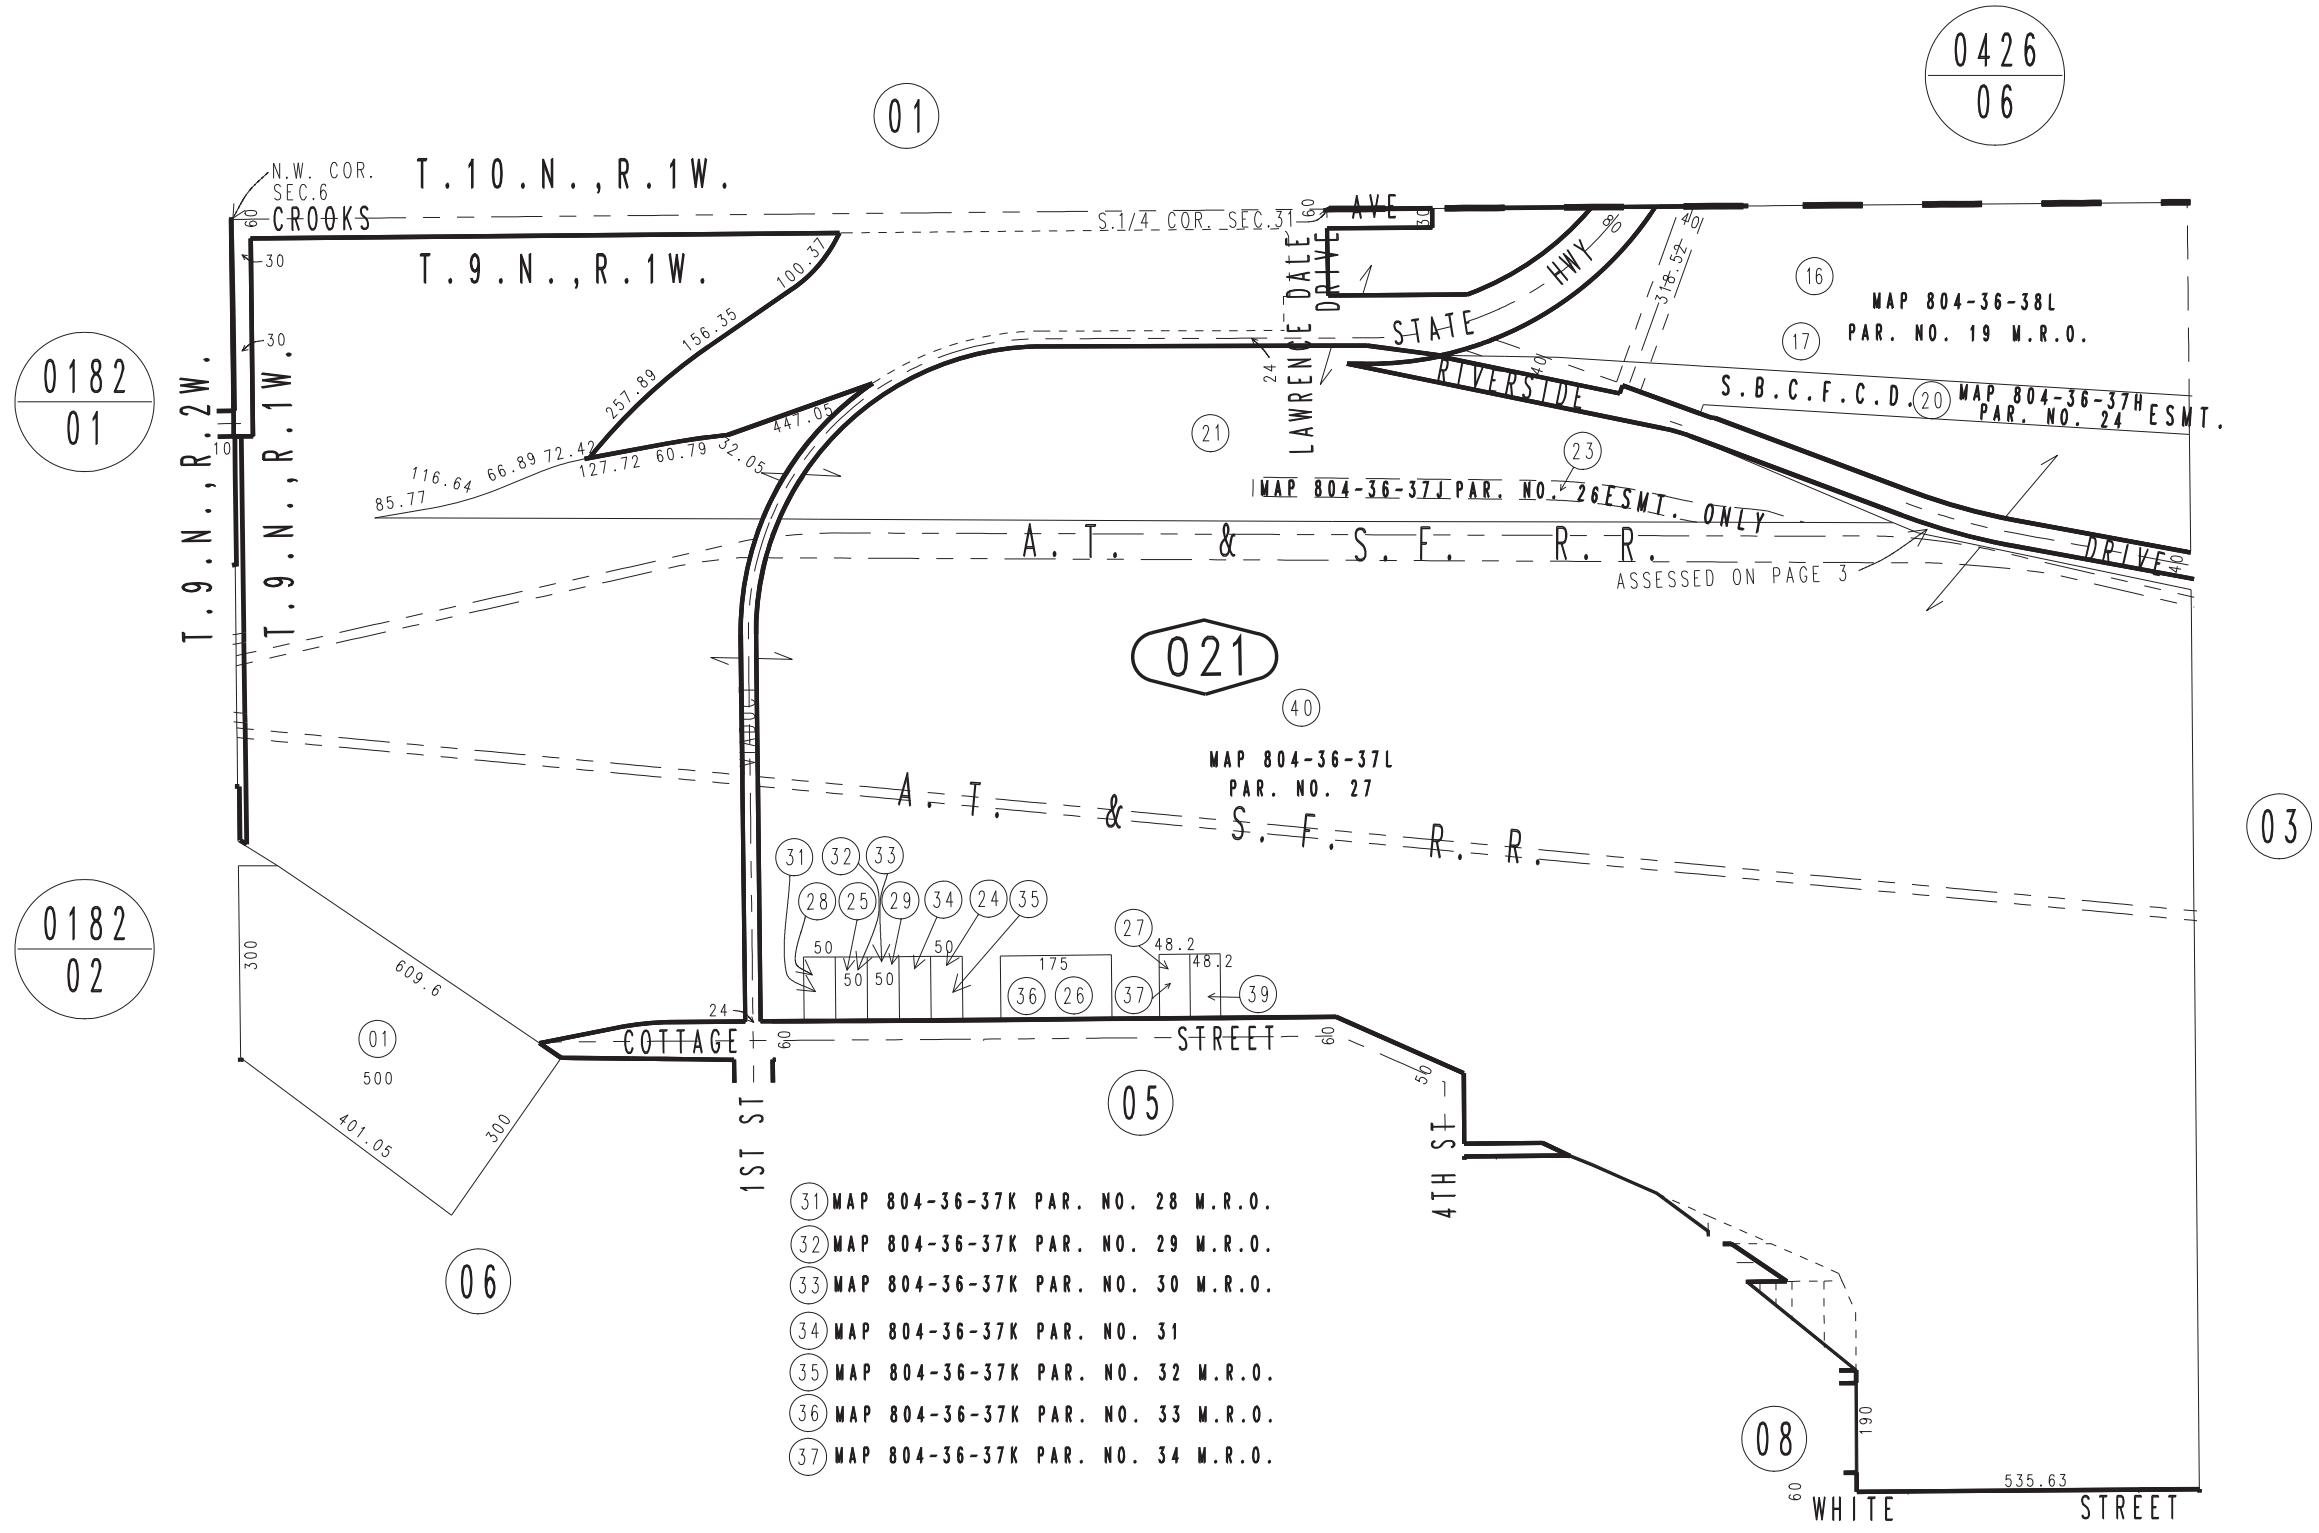 0426
06
01
N.W. COR.
SEC.6
T.10.N.,R.1W.
60
CROOKS
S.1/4 COR. SEC.31
60
AVE
30
80
40
T.9.N.,R.1W.
100.37
30
30
LAWRENCE DALE
DRIVE
HWY
318.52
16
MAP 804-36-38L
PAR. NO. 19 M.R.O.
17
156.35
STATE
24
40
0182
01
T.9.N.,R.2W.
T.9.N.,R.1W.
10
257.89
447.05
RIVERSIDE
S.B.C.F.C.D.
20
MAP 804-36-37H
PAR. NO. 24
ESMT.
21
23
116.64
66.89
72.42
127.72
60.79
32.05
85.77
MAP 804-36-37J PAR. NO. 26 ESMT. ONLY
A. T. & S. F. R. R.
ASSESSED ON PAGE 3
DRIVE
40
021
40
VIADUCT
MAP 804-36-37L
PAR. NO. 27
A. T. & S. F. R. R.
03
31
32
33
28
25
29
34
24
35
27
50
50
48.2
50
50
175
48.2
36
26
37
39
0182
02
300
609.6
01
500
401.05
300
24
COTTAGE
60
STREET
60
50
05
1ST ST
4TH ST
06
31 MAP 804-36-37K PAR. NO. 28 M.R.O.
32 MAP 804-36-37K PAR. NO. 29 M.R.O.
33 MAP 804-36-37K PAR. NO. 30 M.R.O.
34 MAP 804-36-37K PAR. NO. 31
35 MAP 804-36-37K PAR. NO. 32 M.R.O.
36 MAP 804-36-37K PAR. NO. 33 M.R.O.
37 MAP 804-36-37K PAR. NO. 34 M.R.O.
08
190
60
535.63
WHITE STREET